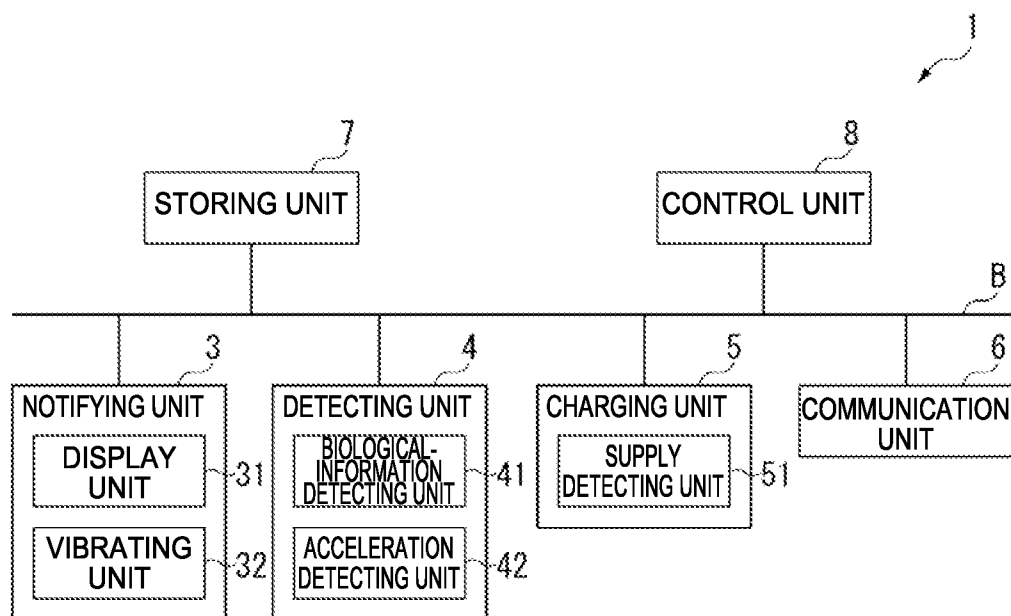 1
7
8
STORING UNIT
CONTROL UNIT
B
3
4
5
6
NOTIFYING UNIT
DISPLAY
UNIT
31
VIBRATING
UNIT
32
DETECTING UNIT
BIOLOGICAL-
INFORMATION
DETECTING UNIT
41
ACCELERATION
DETECTING UNIT
42
CHARGING UNIT
SUPPLY
DETECTING UNIT
51
COMMUNICATION
UNIT